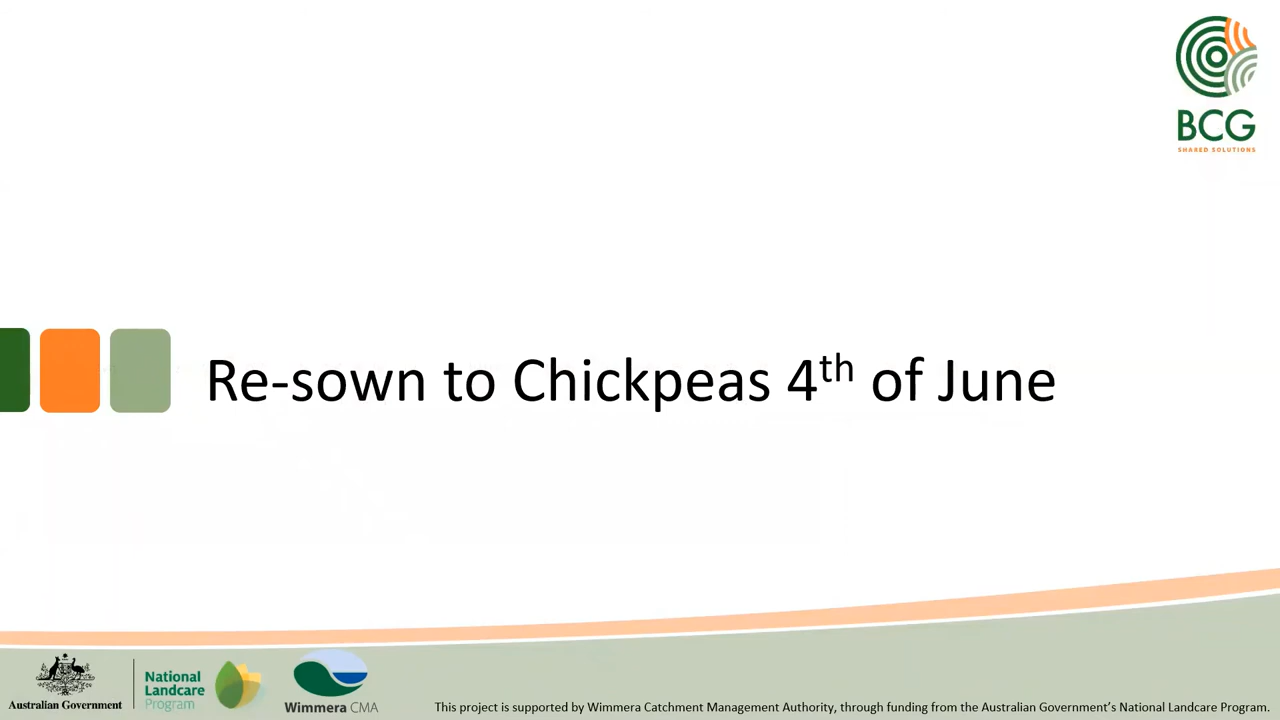 BCG
SHARED SOLUTIONS
Re-sown to Chickpeas 4th of June
Australian Government
National
Landcare
Program
Wimmera CMA
This project is supported by Wimmera Catchment Management Authority, through funding from the Australian Government’s National Landcare Program.